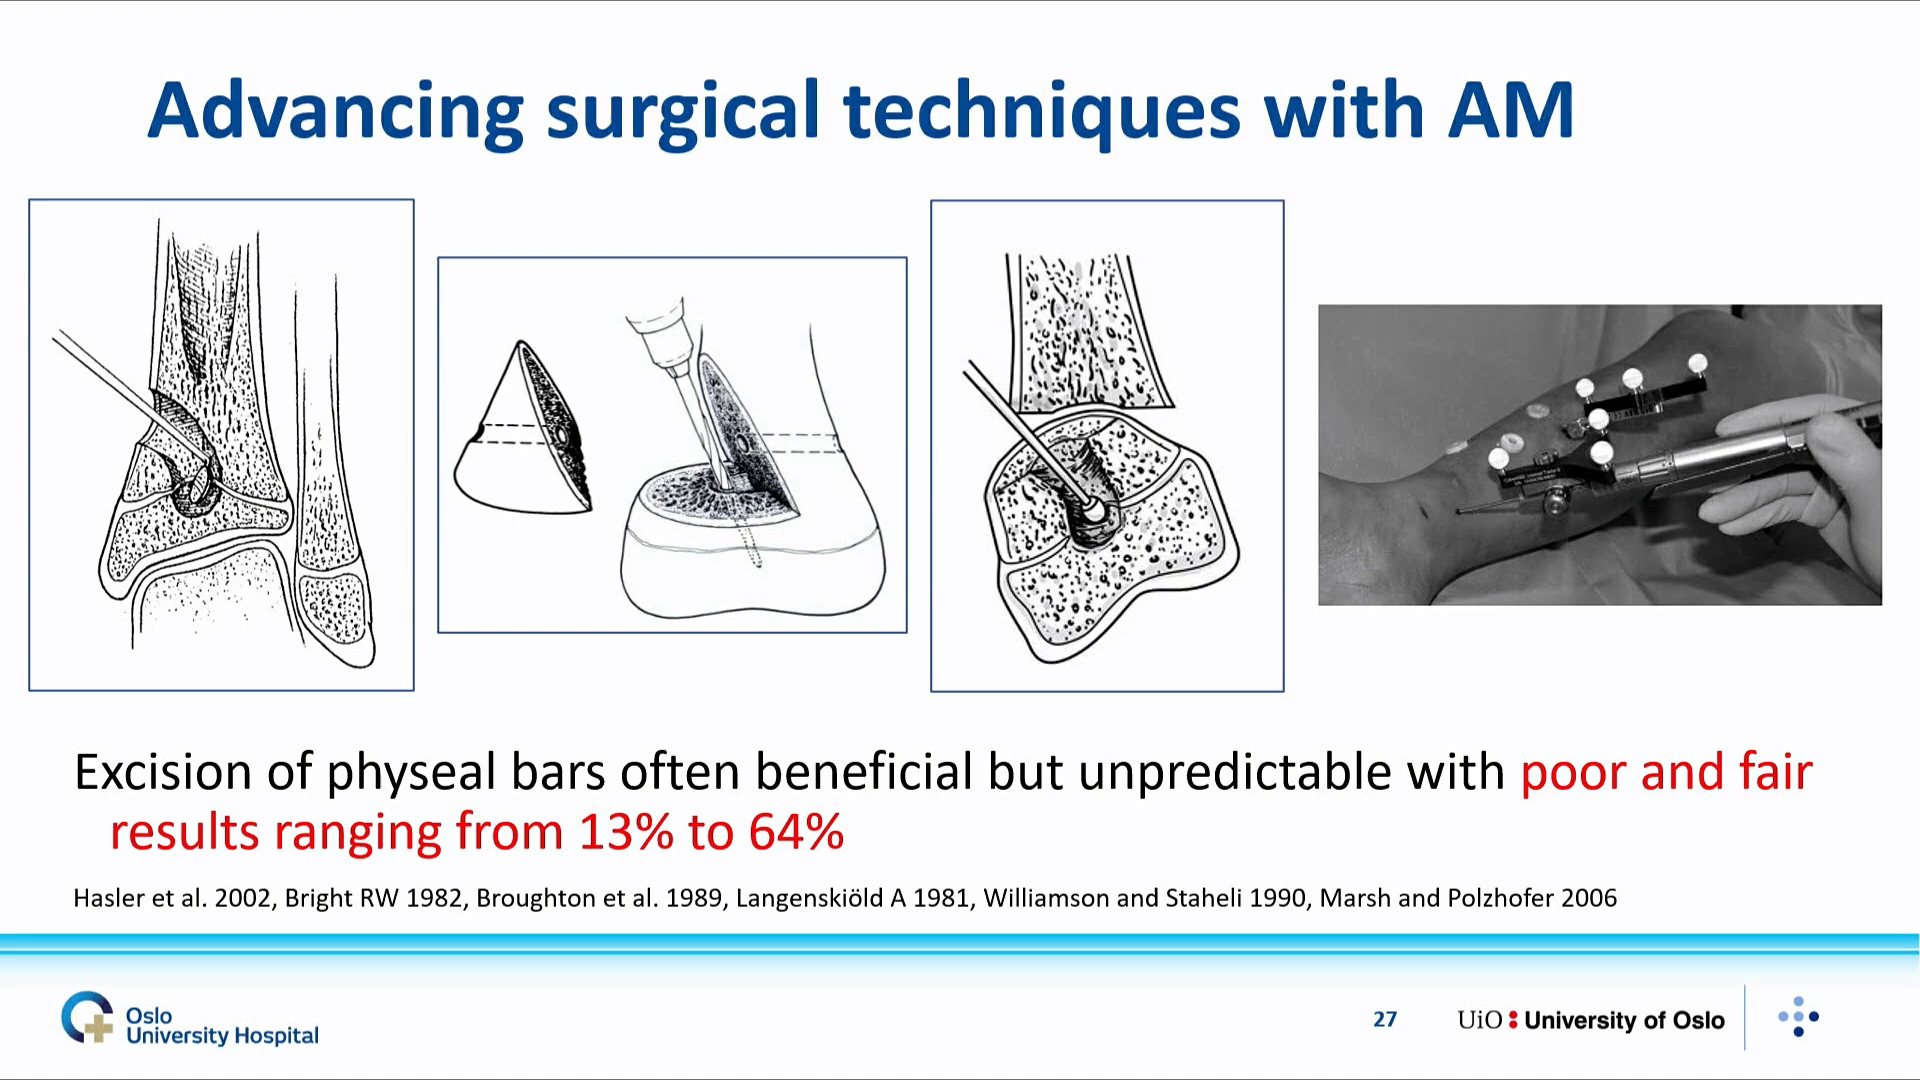 Advancing surgical techniques with AM
Excision of physeal bars often beneficial but unpredictable with poor and fair
results ranging from 13% to 64%
Hasler et al. 2002, Bright RW 1982, Broughton et al. 1989, Langenskiöld A 1981, Williamson and Staheli 1990, Marsh and Polzhofer 2006
Oslo
University Hospital
27
UiO University of Oslo